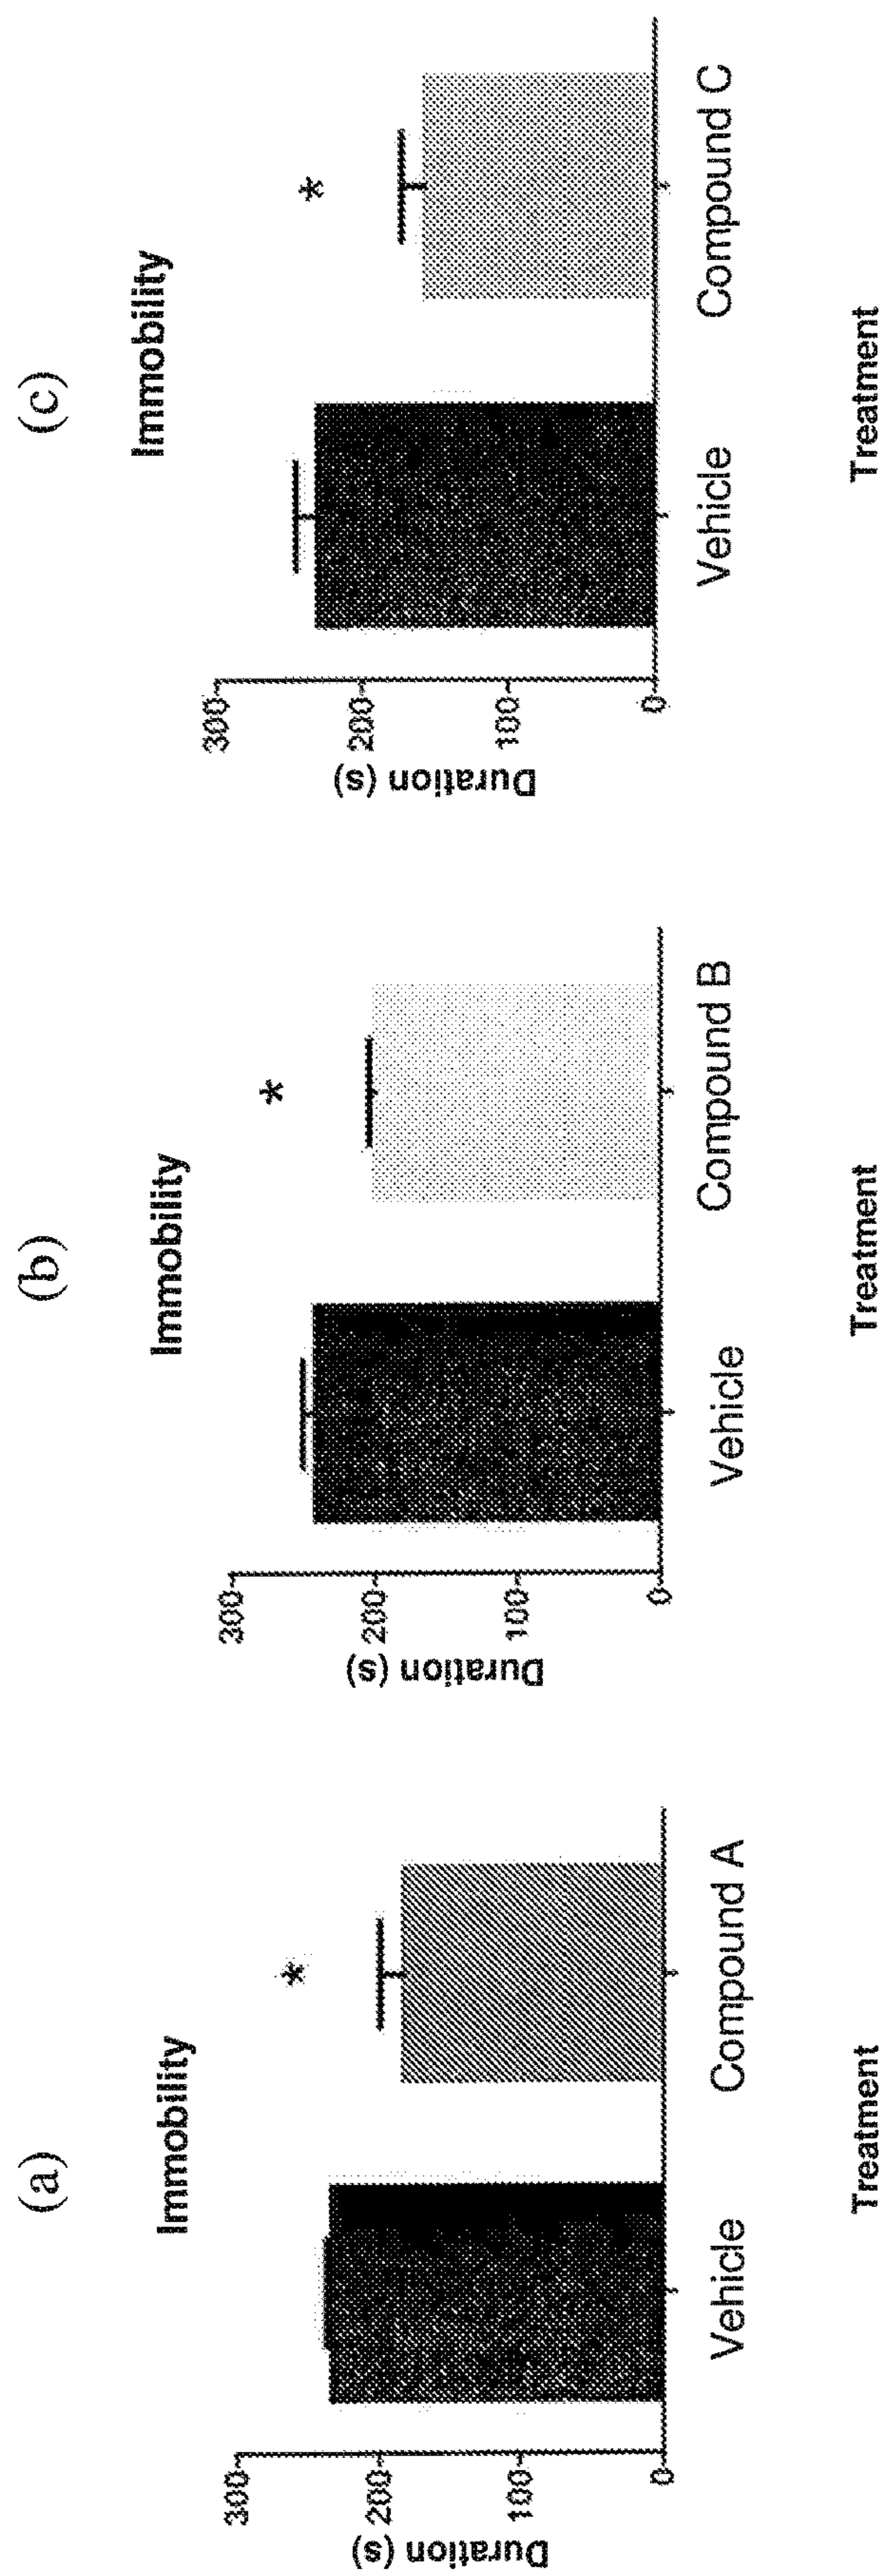 (a)
Immobility
Duration (s)
300
200
100
0
*
Vehicle
Compound A
Treatment
(b)
Immobility
Duration (s)
300
200
100
0
*
Vehicle
Compound B
Treatment
(c)
Immobility
Duration (s)
300
200
100
0
*
Vehicle
Compound C
Treatment